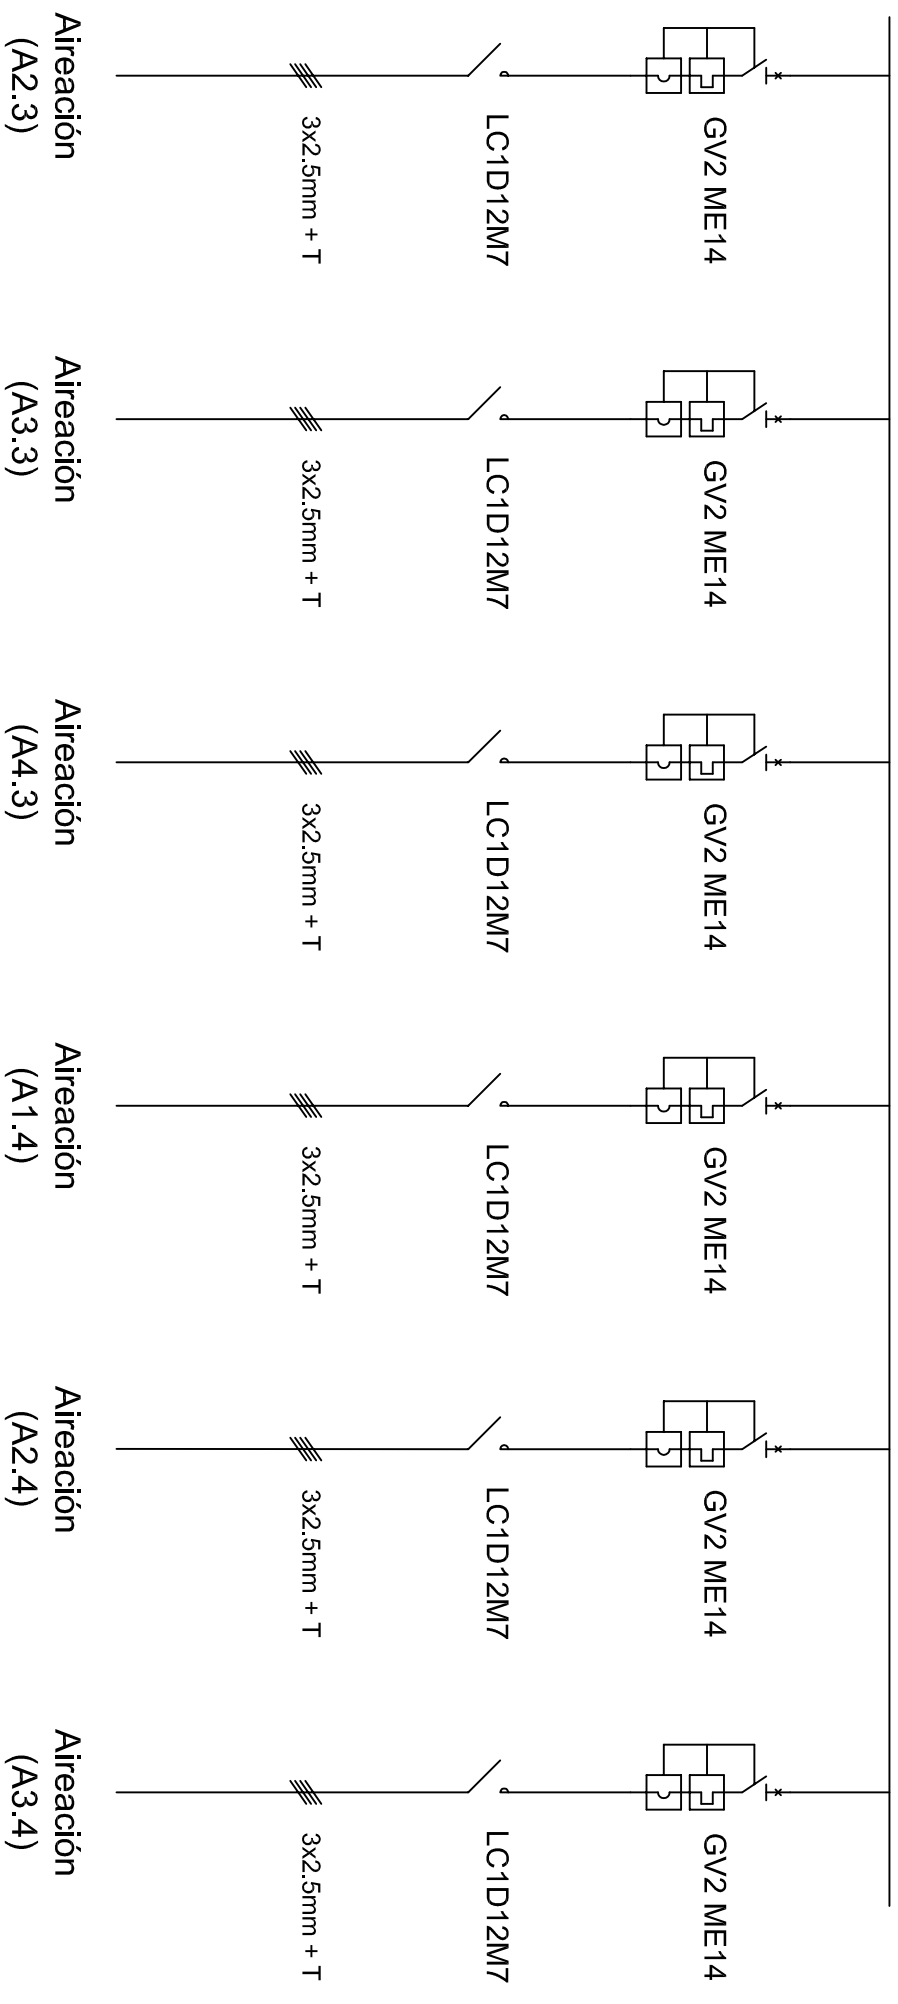 GV2 ME14
LC1D12M7
3x2.5mm + T
Aireación
(A2.3)
GV2 ME14
LC1D12M7
3x2.5mm + T
Aireación
(A3.3)
GV2 ME14
LC1D12M7
3x2.5mm + T
Aireación
(A4.3)
GV2 ME14
LC1D12M7
3x2.5mm + T
Aireación
(A1.4)
GV2 ME14
LC1D12M7
3x2.5mm + T
Aireación
(A2.4)
GV2 ME14
LC1D12M7
3x2.5mm + T
Aireación
(A3.4)